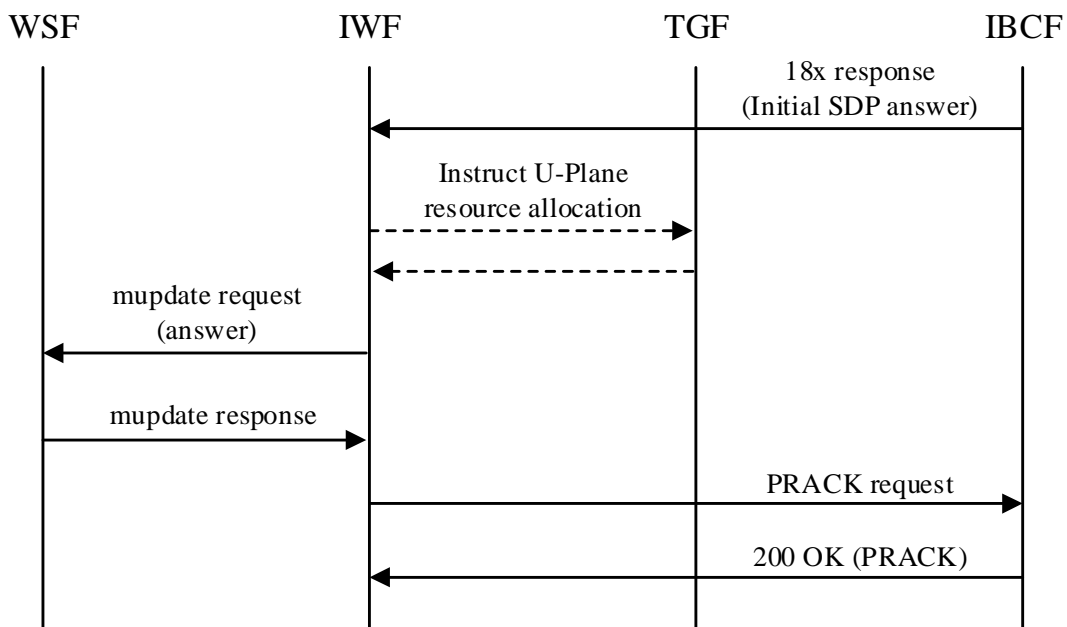 WSF
IWF
TGF
IBCF
18x response
(Initial SDP answer)
Instruct U-Plane
resource allocation
mupdate request
(answer)
mupdate response
PRACK request
200 OK (PRACK)